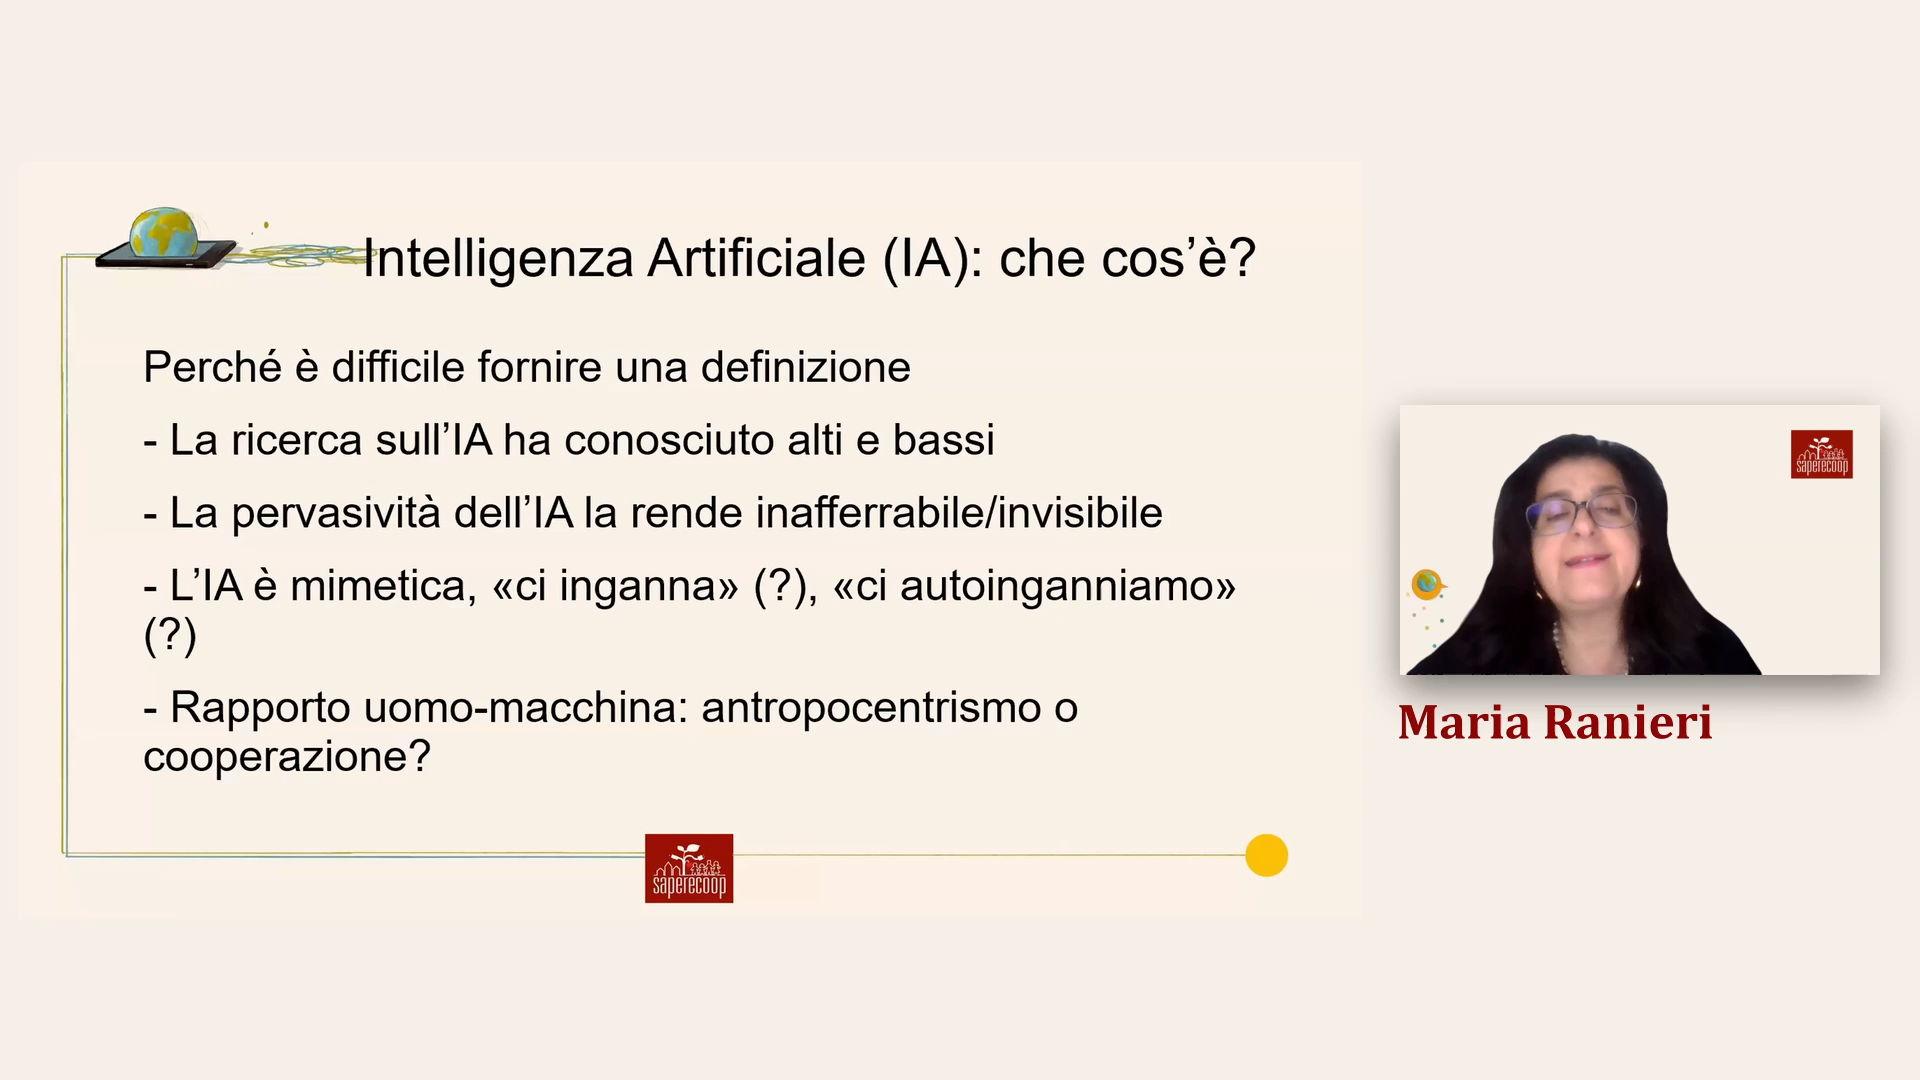 Intelligenza Artificiale (IA): che cos’è?
Perché è difficile fornire una definizione
- La ricerca sull’IA ha conosciuto alti e bassi
- La pervasività dell’IA la rende inafferrabile/invisibile
- L’IA è mimetica, «ci inganna» (?), «ci autoinganniamo»
(?)
- Rapporto uomo-macchina: antropocentrismo o
cooperazione?
saperecoop
saperecoop
Maria Ranieri